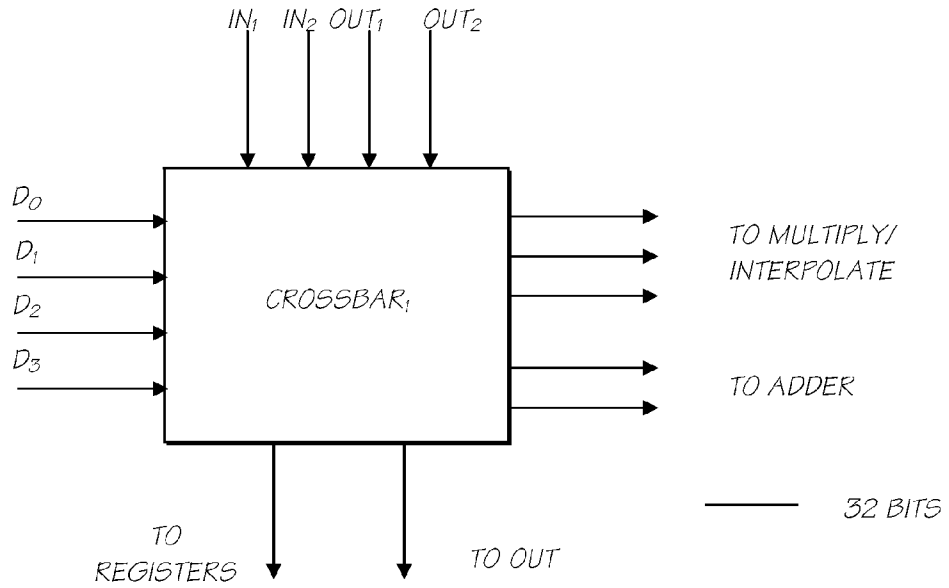 IN₁ IN₂ OUT₁ OUT₂
D₀
D₁
D₂
D₃
CROSSBAR₁
TO MULTIPLY/
INTERPOLATE
TO ADDER
32 BITS
TO
REGISTERS
TO OUT